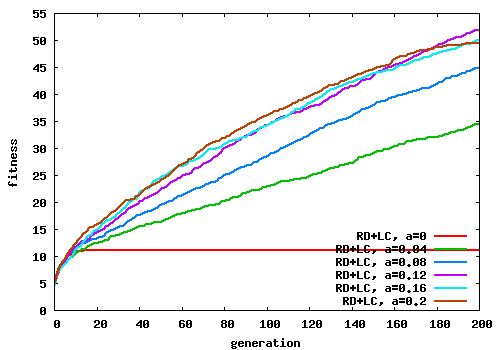 55
50
45
40
35
30
25
20
15
10
5
0
fitness
RD+LC, a=0
RD+LC, a=0.04
RD+LC, a=0.08
RD+LC, a=0.12
RD+LC, a=0.16
RD+LC, a=0.2
0 20 40 60 80 100 120 140 160 180 200
generation